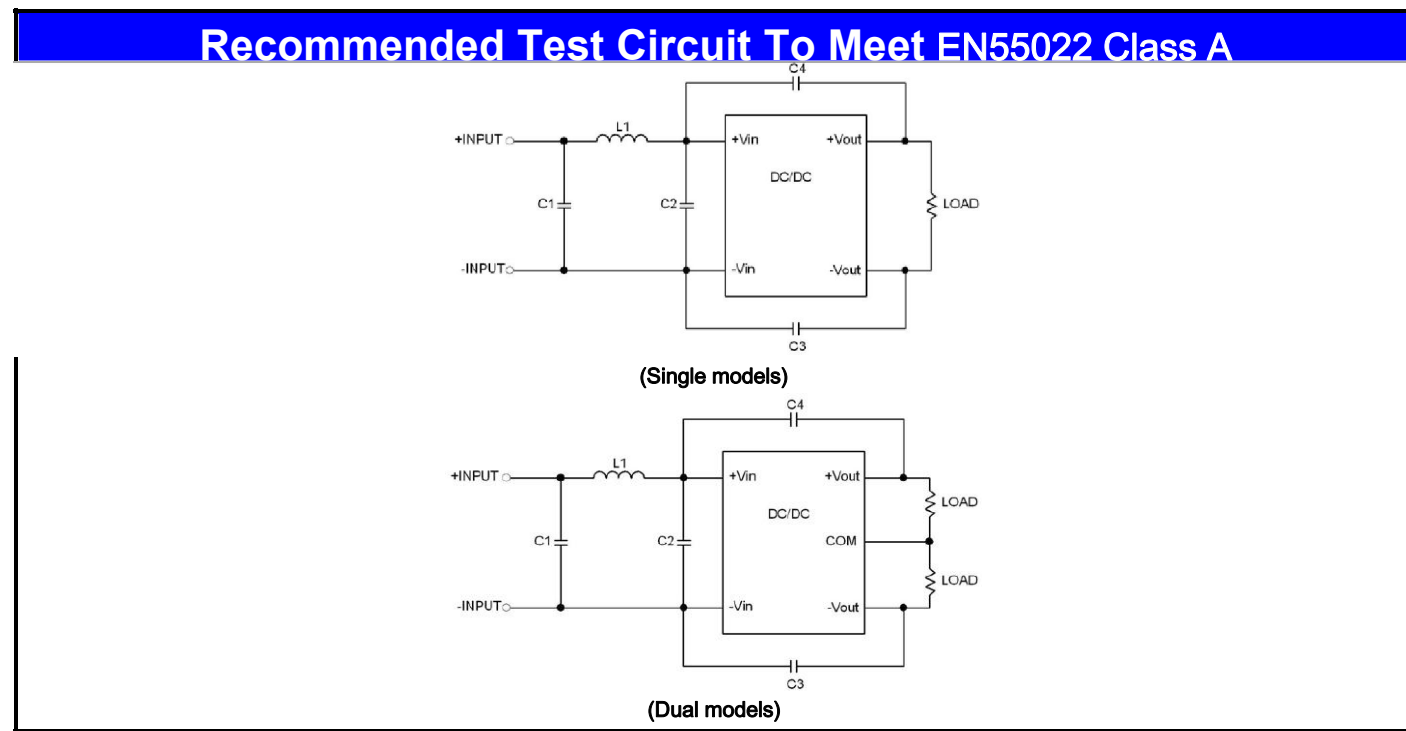 Recommended Test Circuit To Meet EN55022 Class A
C4
L1
+INPUT
+Vin
+Vout
DC/DC
C1
C2
LOAD
-INPUT
-Vin
-Vout
C3
(Single models)
C4
L1
+INPUT
+Vin
+Vout
LOAD
DC/DC
C1
C2
COM
LOAD
-INPUT
-Vin
-Vout
C3
(Dual models)